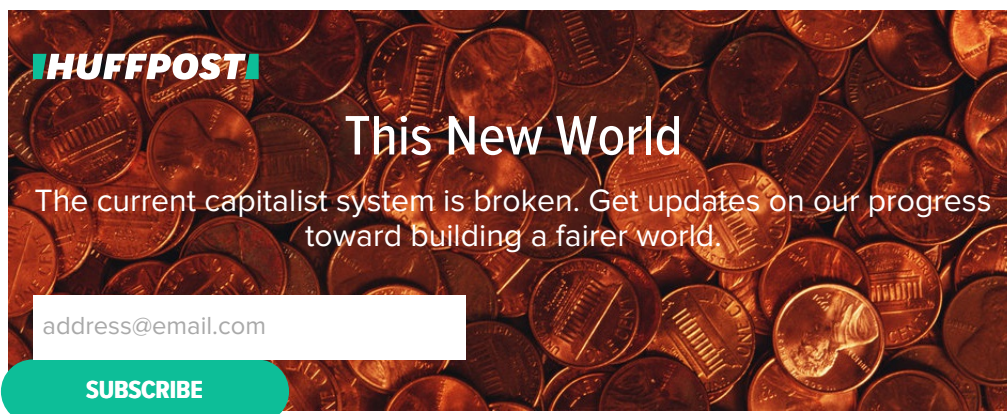 HUFFPOST
This New World
The current capitalist system is broken. Get updates on our progress
toward building a fairer world.
address@email.com
SUBSCRIBE